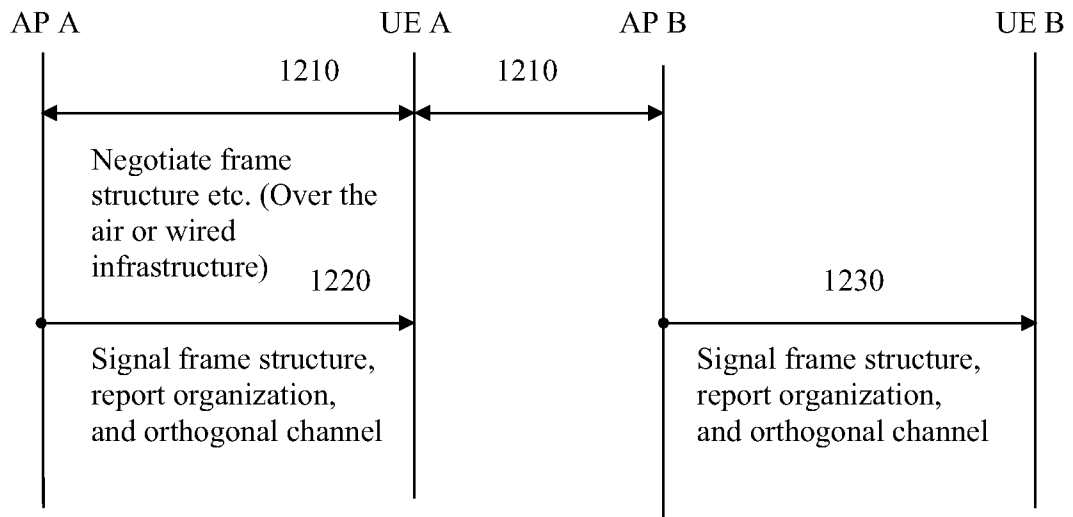 AP A
UE A
AP B
UE B
1210
1210
Negotiate frame
structure etc. (Over the
air or wired
infrastructure)
1220
1230
Signal frame structure,
report organization,
and orthogonal channel
Signal frame structure,
report organization,
and orthogonal channel